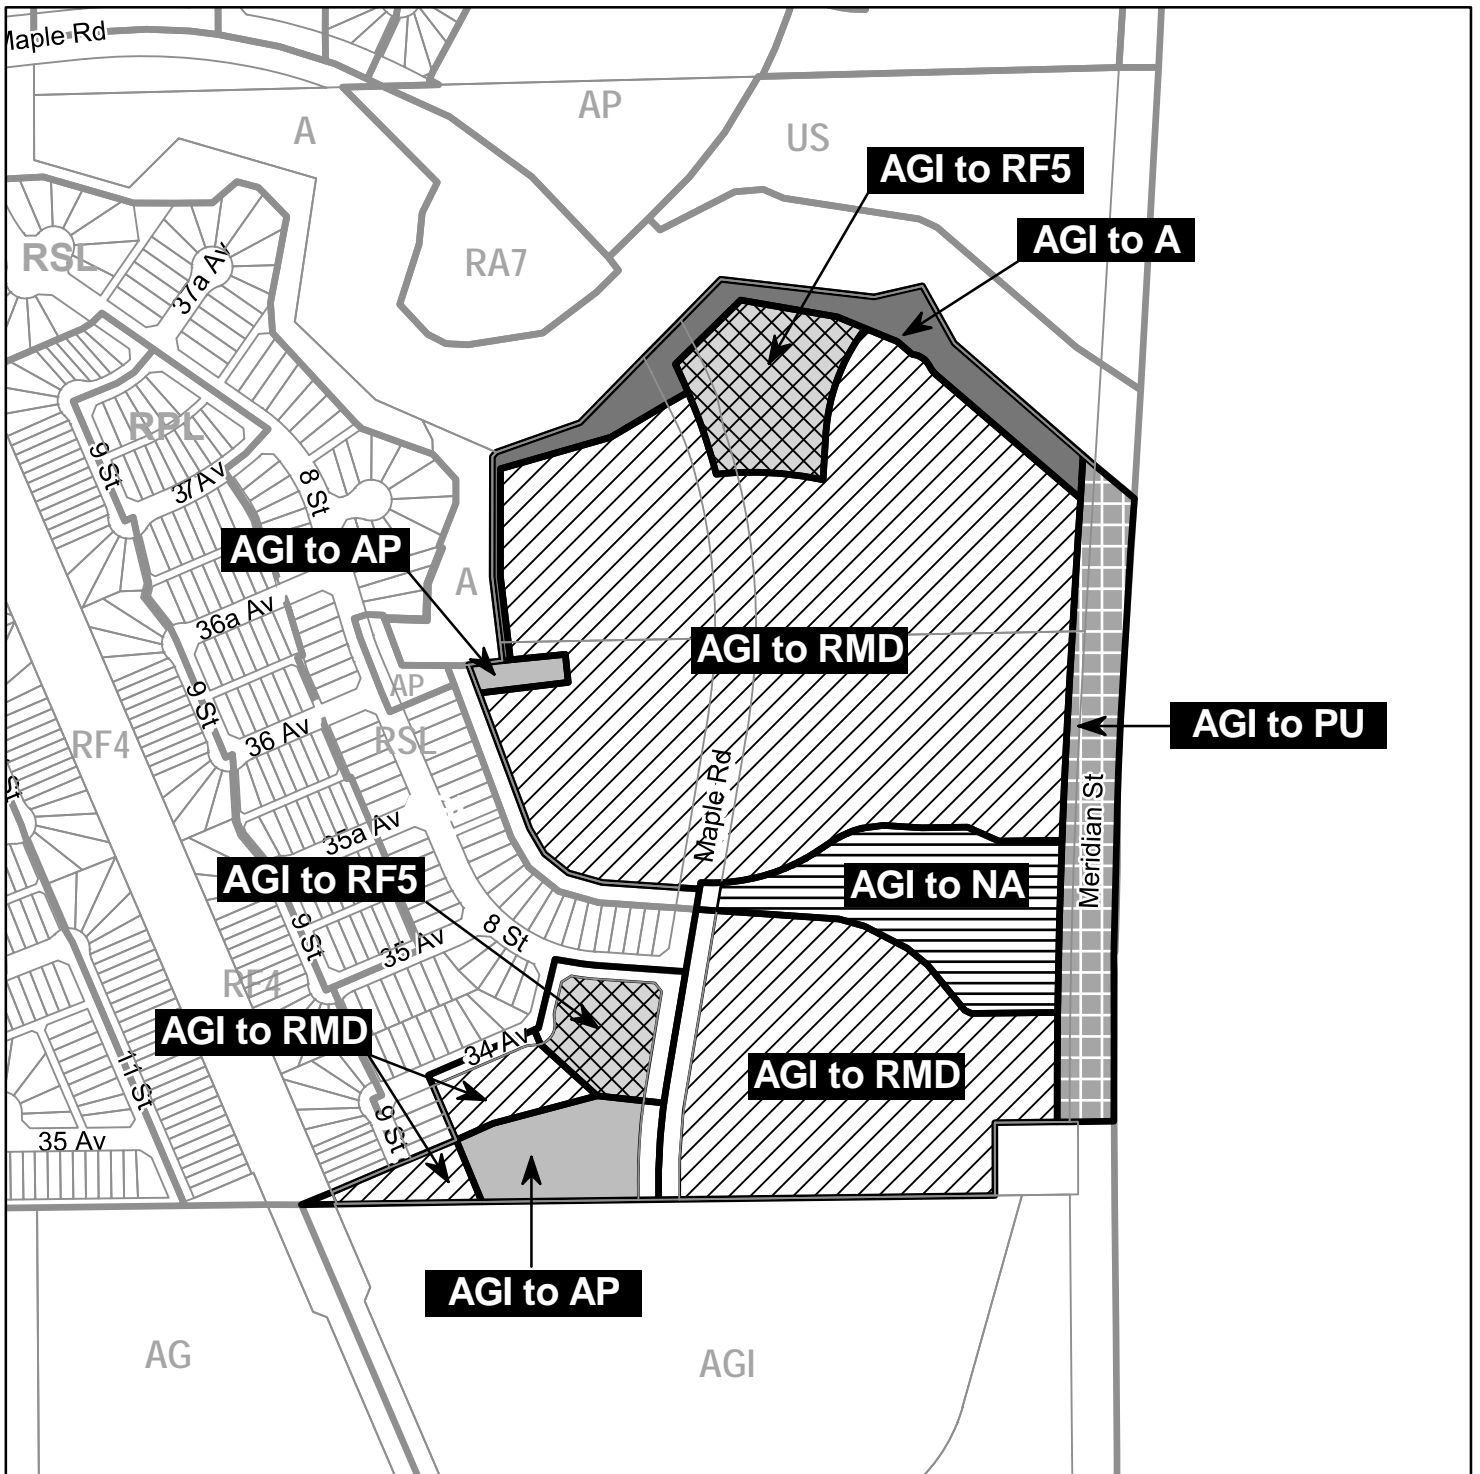 Maple Rd
A
AP
US
AGI to RF5
AGI to A
RSL
37a Av
RA7
RPL
9 St
37 Av
8 St
AGI to AP
A
36a Av
AGI to RMD
AP
9 St
36 Av
RSL
RF4
AGI to PU
St
Maple Rd
Meridian St
35a Av
AGI to RF5
AGI to NA
9 St
8 St
35 Av
RF4
AGI to RMD
34 Av
AGI to RMD
11 St
9 St
35 Av
AGI to AP
AG
AGI